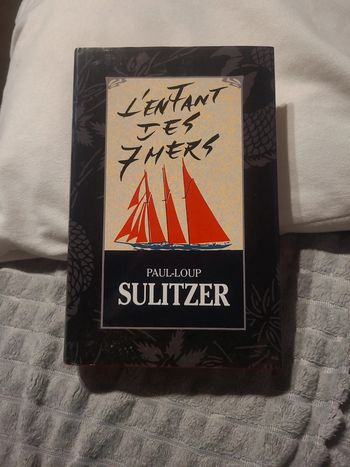 L'ENFANT
DES
7 MERS
PAUL-LOUP
SULITZER